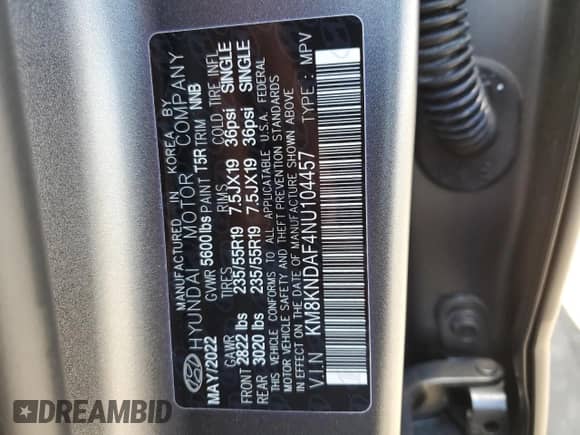 MANUFACTURED IN KOREA BY
HYUNDAI MOTOR COMPANY
MAY/2022 GVWR 5600lbs PAINT T5R TRIM NNB
GAWR TIRES RIMS COLD TIRE INFL
FRONT 2822 lbs 235/55R19 7.5JX19 36psi SINGLE
REAR 3020 lbs 235/55R19 7.5JX19 36psi SINGLE
THIS VEHICLE CONFORMS TO ALL APPLICABLE U.S.A. FEDERAL
MOTOR VEHICLE SAFETY AND THEFT PREVENTION STANDARDS
IN EFFECT ON THE DATE OF MANUFACTURE SHOWN ABOVE
VIN : KM8KNDAF4NU104457 TYPE : MPV
DREAMBID